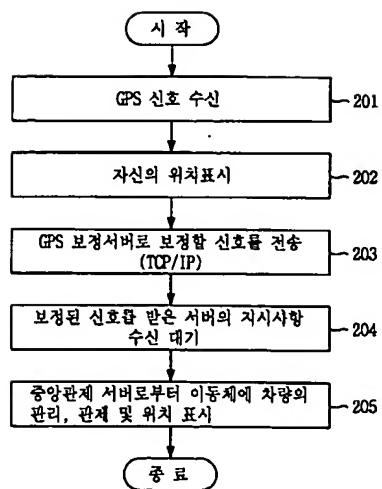 시 작
GPS 신호 수신
201
자신의 위치표시
202
GPS 보정서버로 보정할 신호를 전송
(TCP/IP)
203
보정된 신호를 받은 서버의 지시사항
수신 대기
204
중앙관제 서버로부터 이동체에 차량의
관리, 관제 및 위치 표시
205
종 료